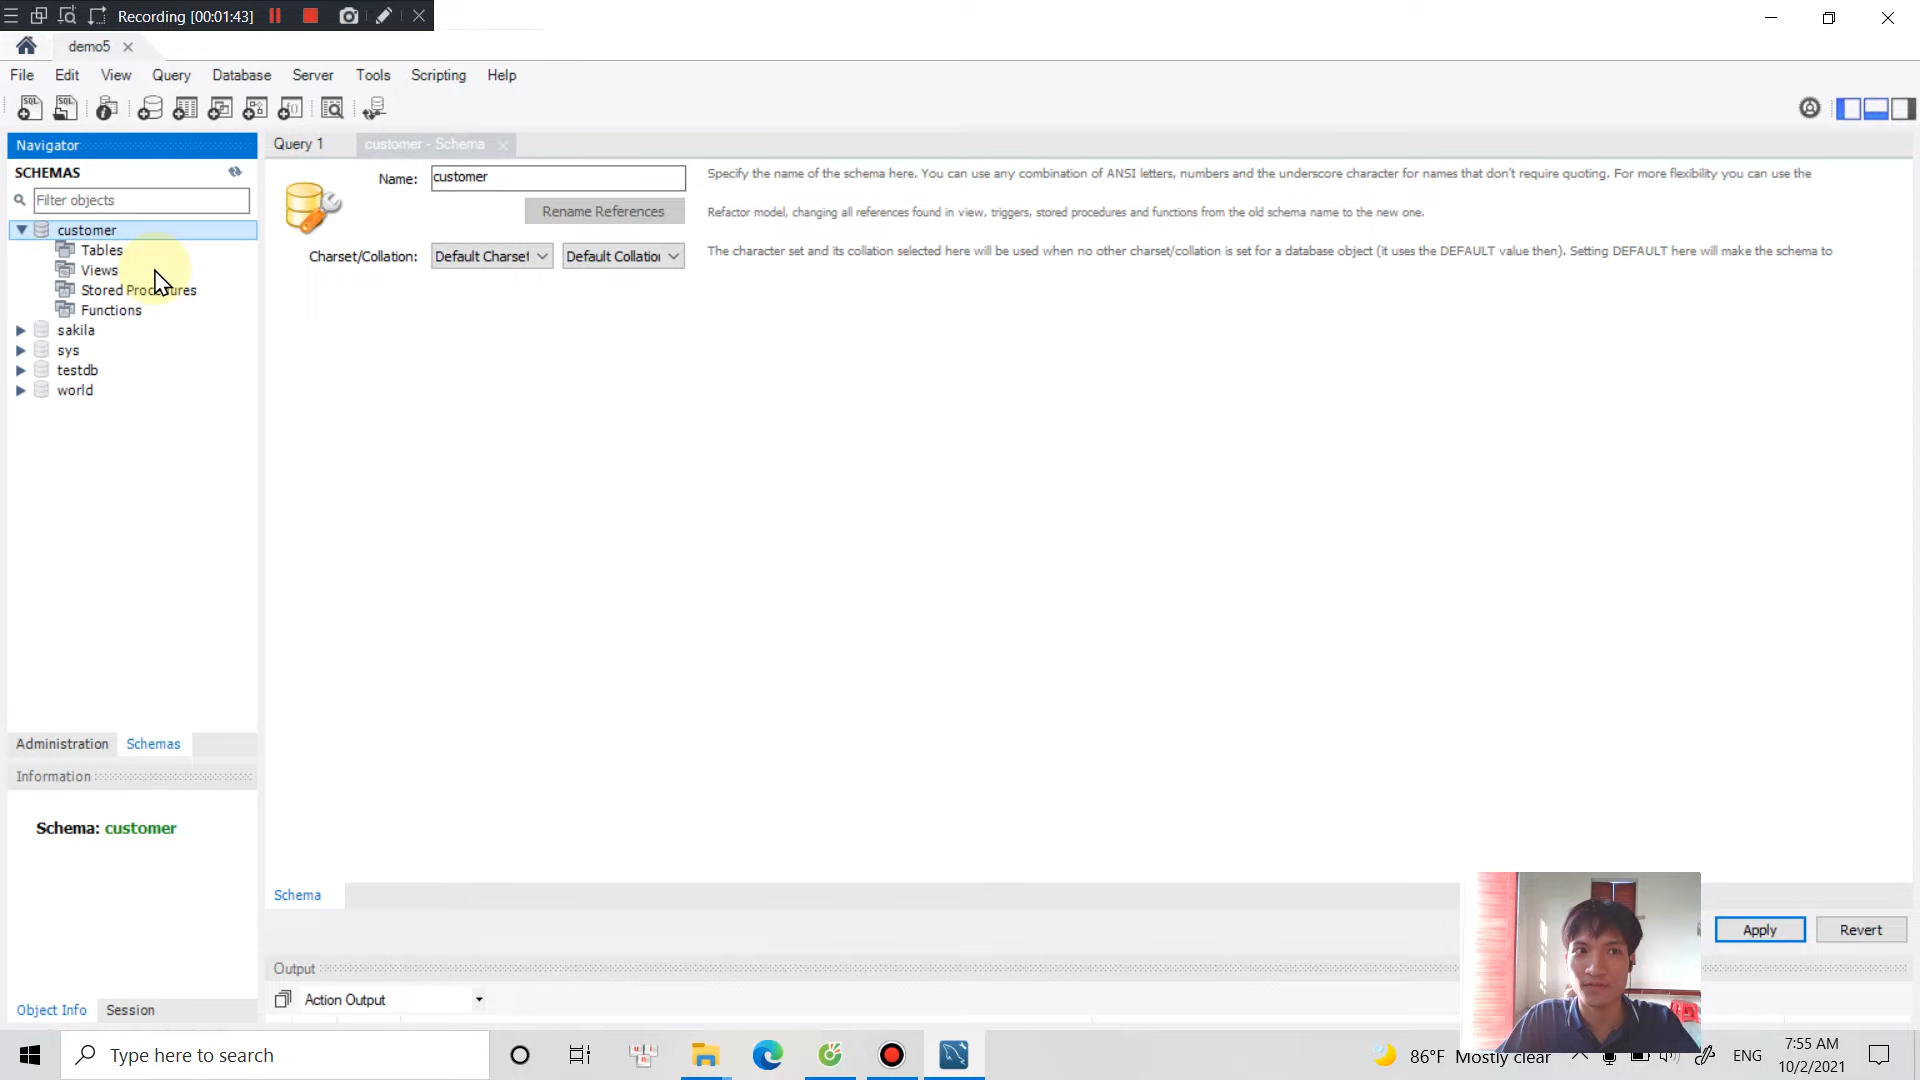 Recording [00:01:43]
demo5
File Edit View Query Database Server Tools Scripting Help
Navigator
SCHEMAS
Filter objects
customer
Tables
Views
Stored Procedures
Functions
sakila
sys
testdb
world
Administration Schemas
Information
Schema: customer
Object Info Session
Query 1 customer - Schema
Name: customer
Specify the name of the schema here. You can use any combination of ANSI letters, numbers and the underscore character for names that don't require quoting. For more flexibility you can use the
Rename References
Refactor model, changing all references found in view, triggers, stored procedures and functions from the old schema name to the new one.
Charset/Collation: Default Charset Default Collation
The character set and its collation selected here will be used when no other charset/collation is set for a database object (it uses the DEFAULT value then). Setting DEFAULT here will make the schema to
Schema
Apply Revert
Output
Action Output
Type here to search
86°F Mostly clear
ENG
7:55 AM
10/2/2021